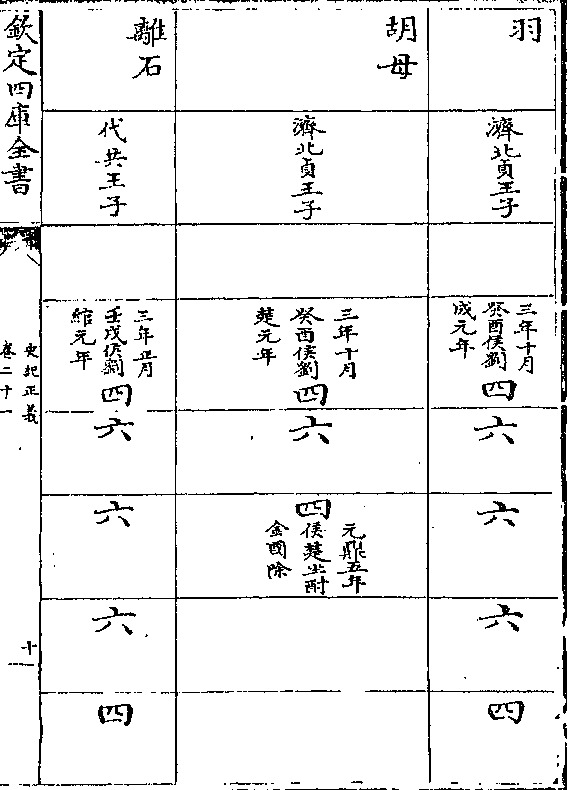 羽
濟北貞王子
三年十月
癸酉侯劉
成元年
四
六
六
六
四
胡母
濟北貞王子
三年十月
癸酉侯劉
楚元年
四
六
四
元鼎五年
侯楚坐酎
金國除
離石
代共王子
三年正月
壬戌侯劉
綰元年
四
六
六
六
四
欽定四庫全書
史記正義
卷二十一
十